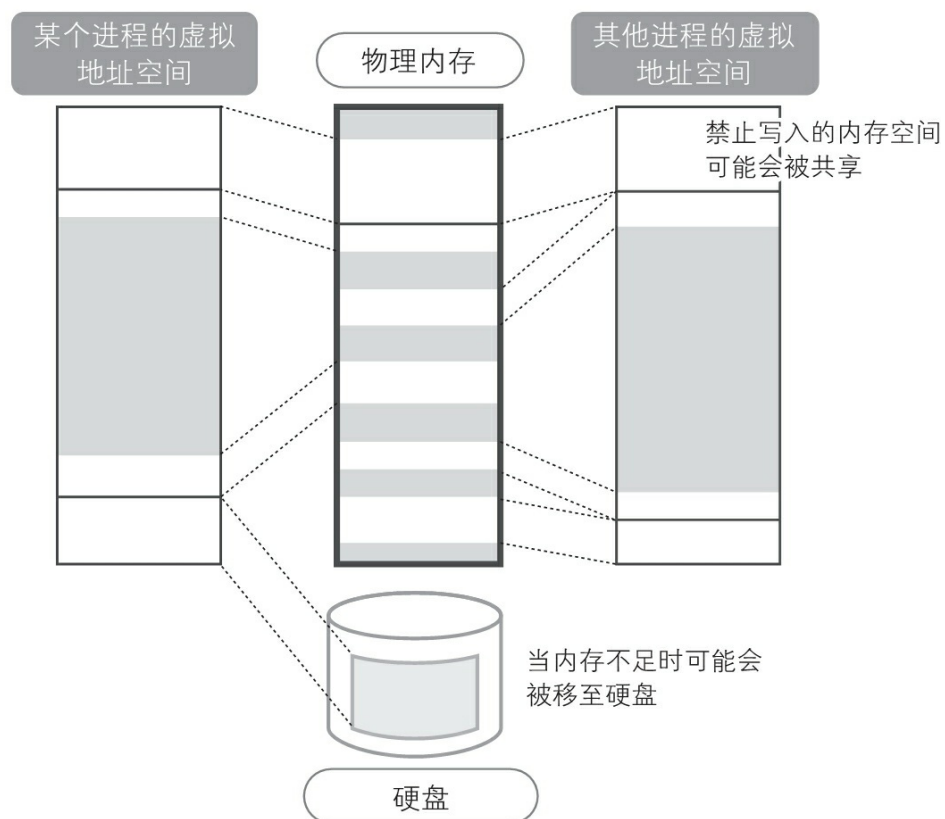 某个进程的虚拟
地址空间
物理内存
其他进程的虚拟
地址空间
禁止写入的内存空间
可能会被共享
当内存不足时可能会
被移至硬盘
硬盘